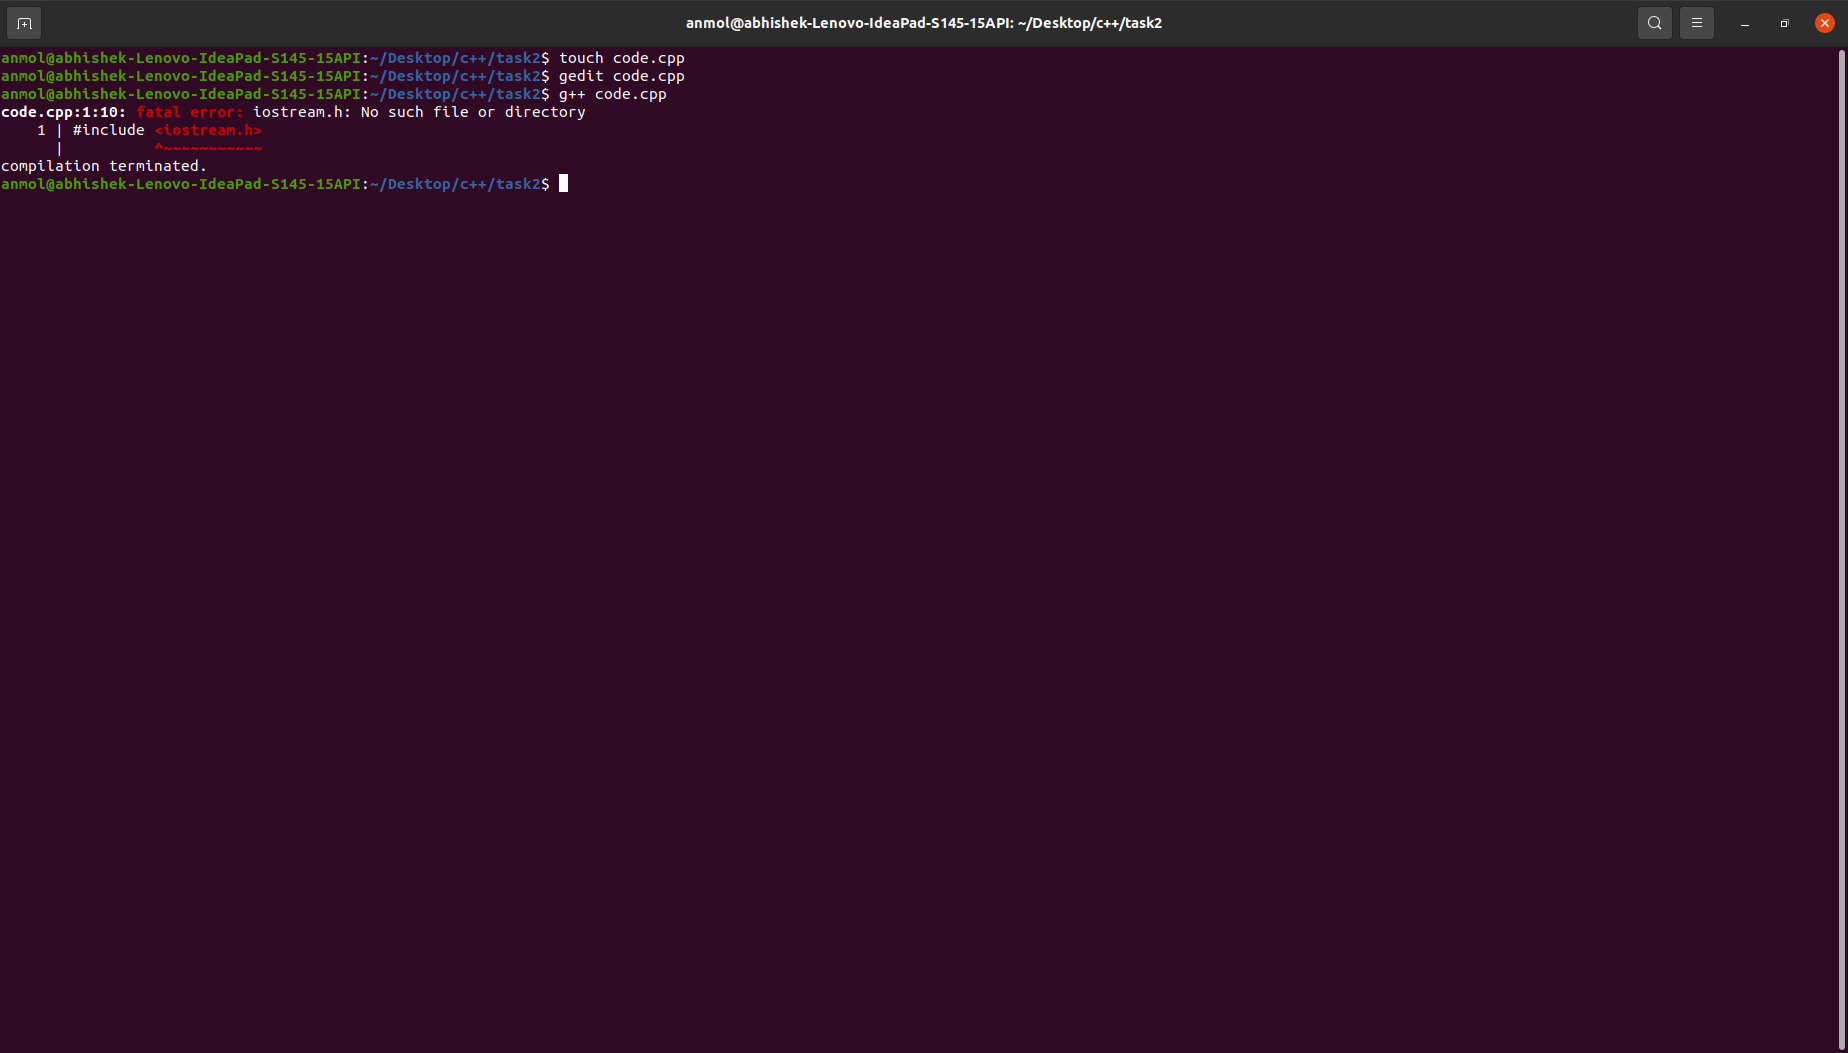 anmol@abhishek-Lenovo-IdeaPad-S145-15API: ~/Desktop/c++/task2
anmol@abhishek-Lenovo-IdeaPad-S145-15API:~/Desktop/c++/task2$ touch code.cpp
anmol@abhishek-Lenovo-IdeaPad-S145-15API:~/Desktop/c++/task2$ gedit code.cpp
anmol@abhishek-Lenovo-IdeaPad-S145-15API:~/Desktop/c++/task2$ g++ code.cpp
code.cpp:1:10: fatal error: iostream.h: No such file or directory
    1 | #include <iostream.h>
      |          ^~~~~~~~~~~~
compilation terminated.
anmol@abhishek-Lenovo-IdeaPad-S145-15API:~/Desktop/c++/task2$